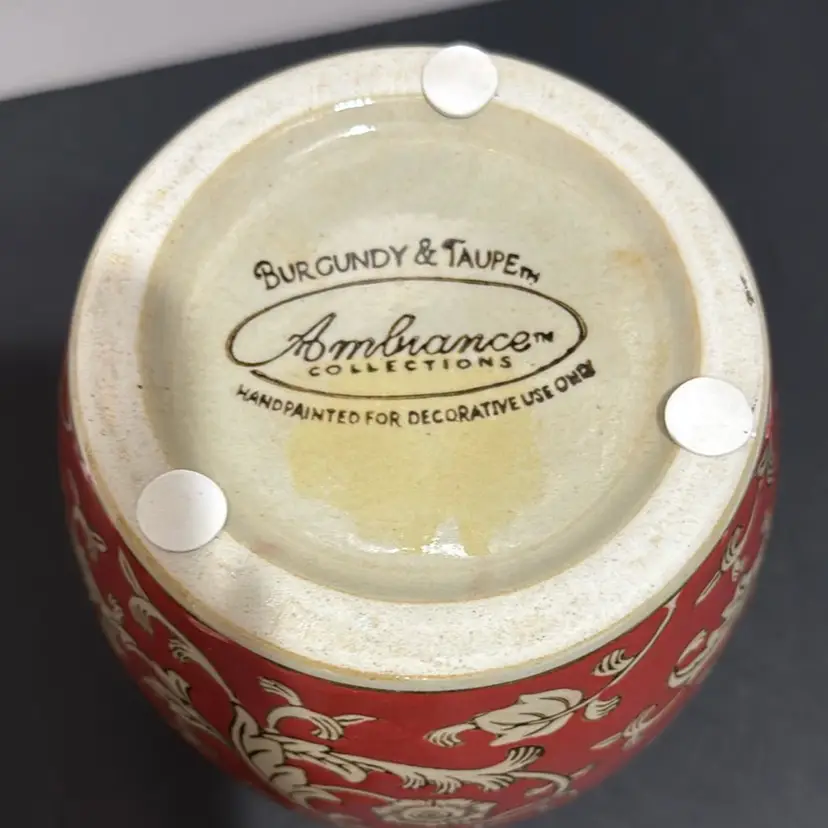 BURGUNDY & TAUPE™
Ambiance™
COLLECTIONS
HANDPAINTED FOR DECORATIVE USE ONLY